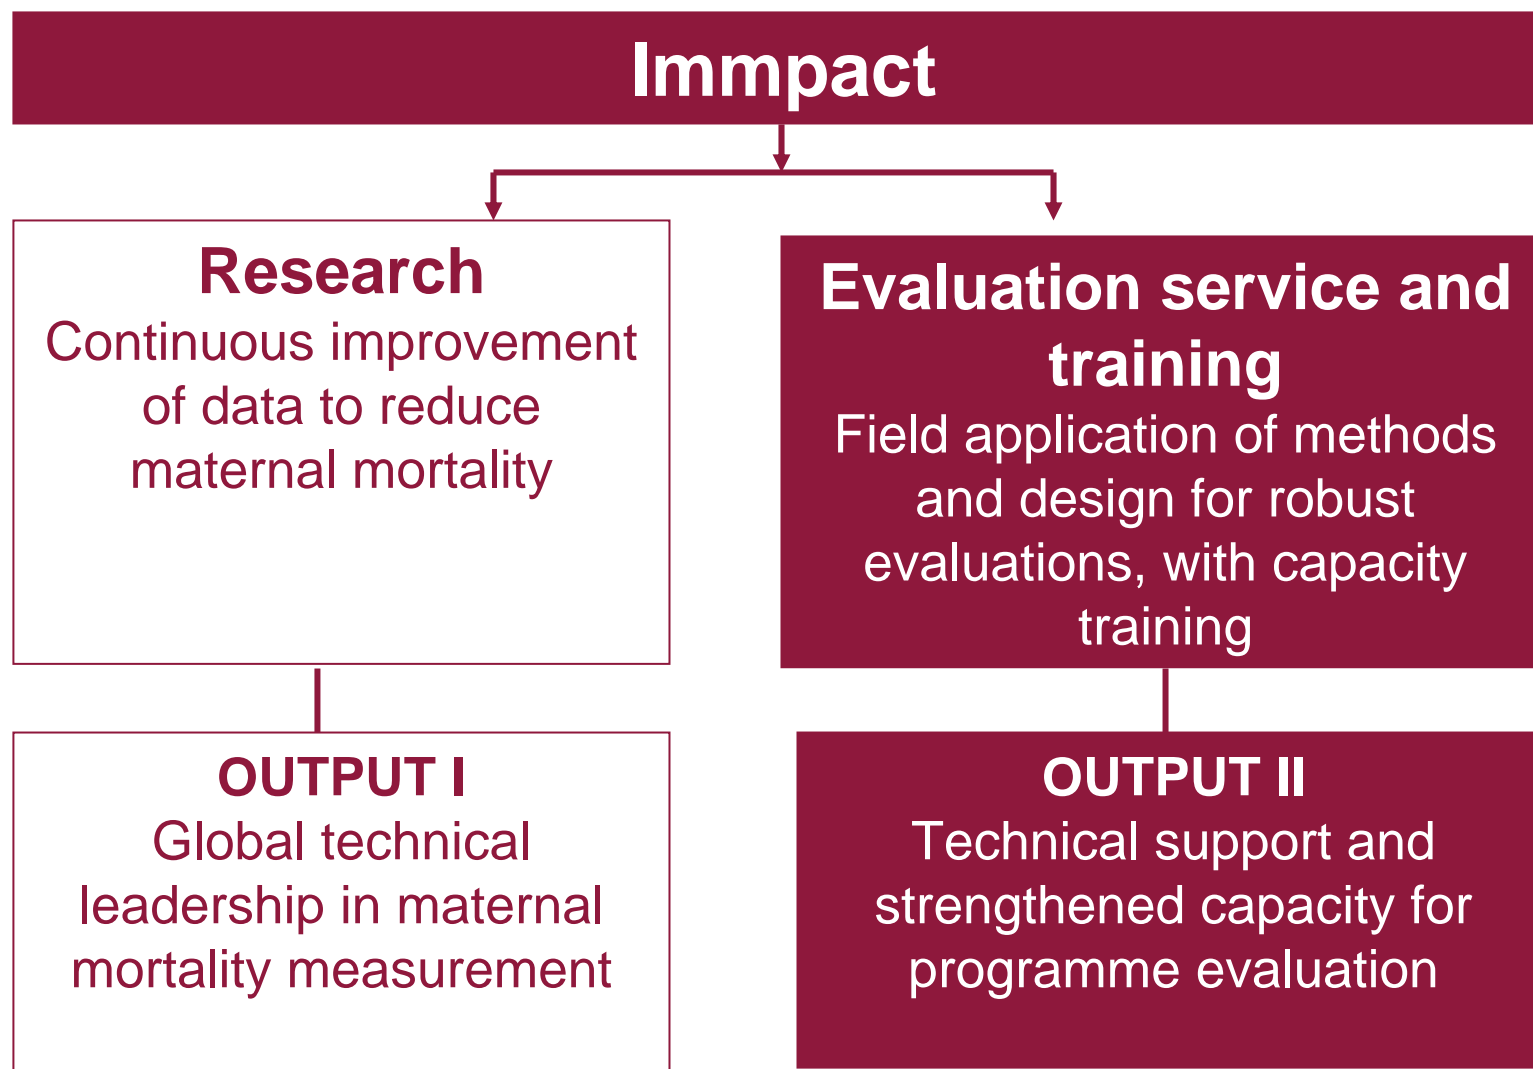 Immpact
Research
Continuous improvement
of data to reduce
maternal mortality
Evaluation service and
training
Field application of methods
and design for robust
evaluations, with capacity
training
OUTPUT I
Global technical
leadership in maternal
mortality measurement
OUTPUT II
Technical support and
strengthened capacity for
programme evaluation